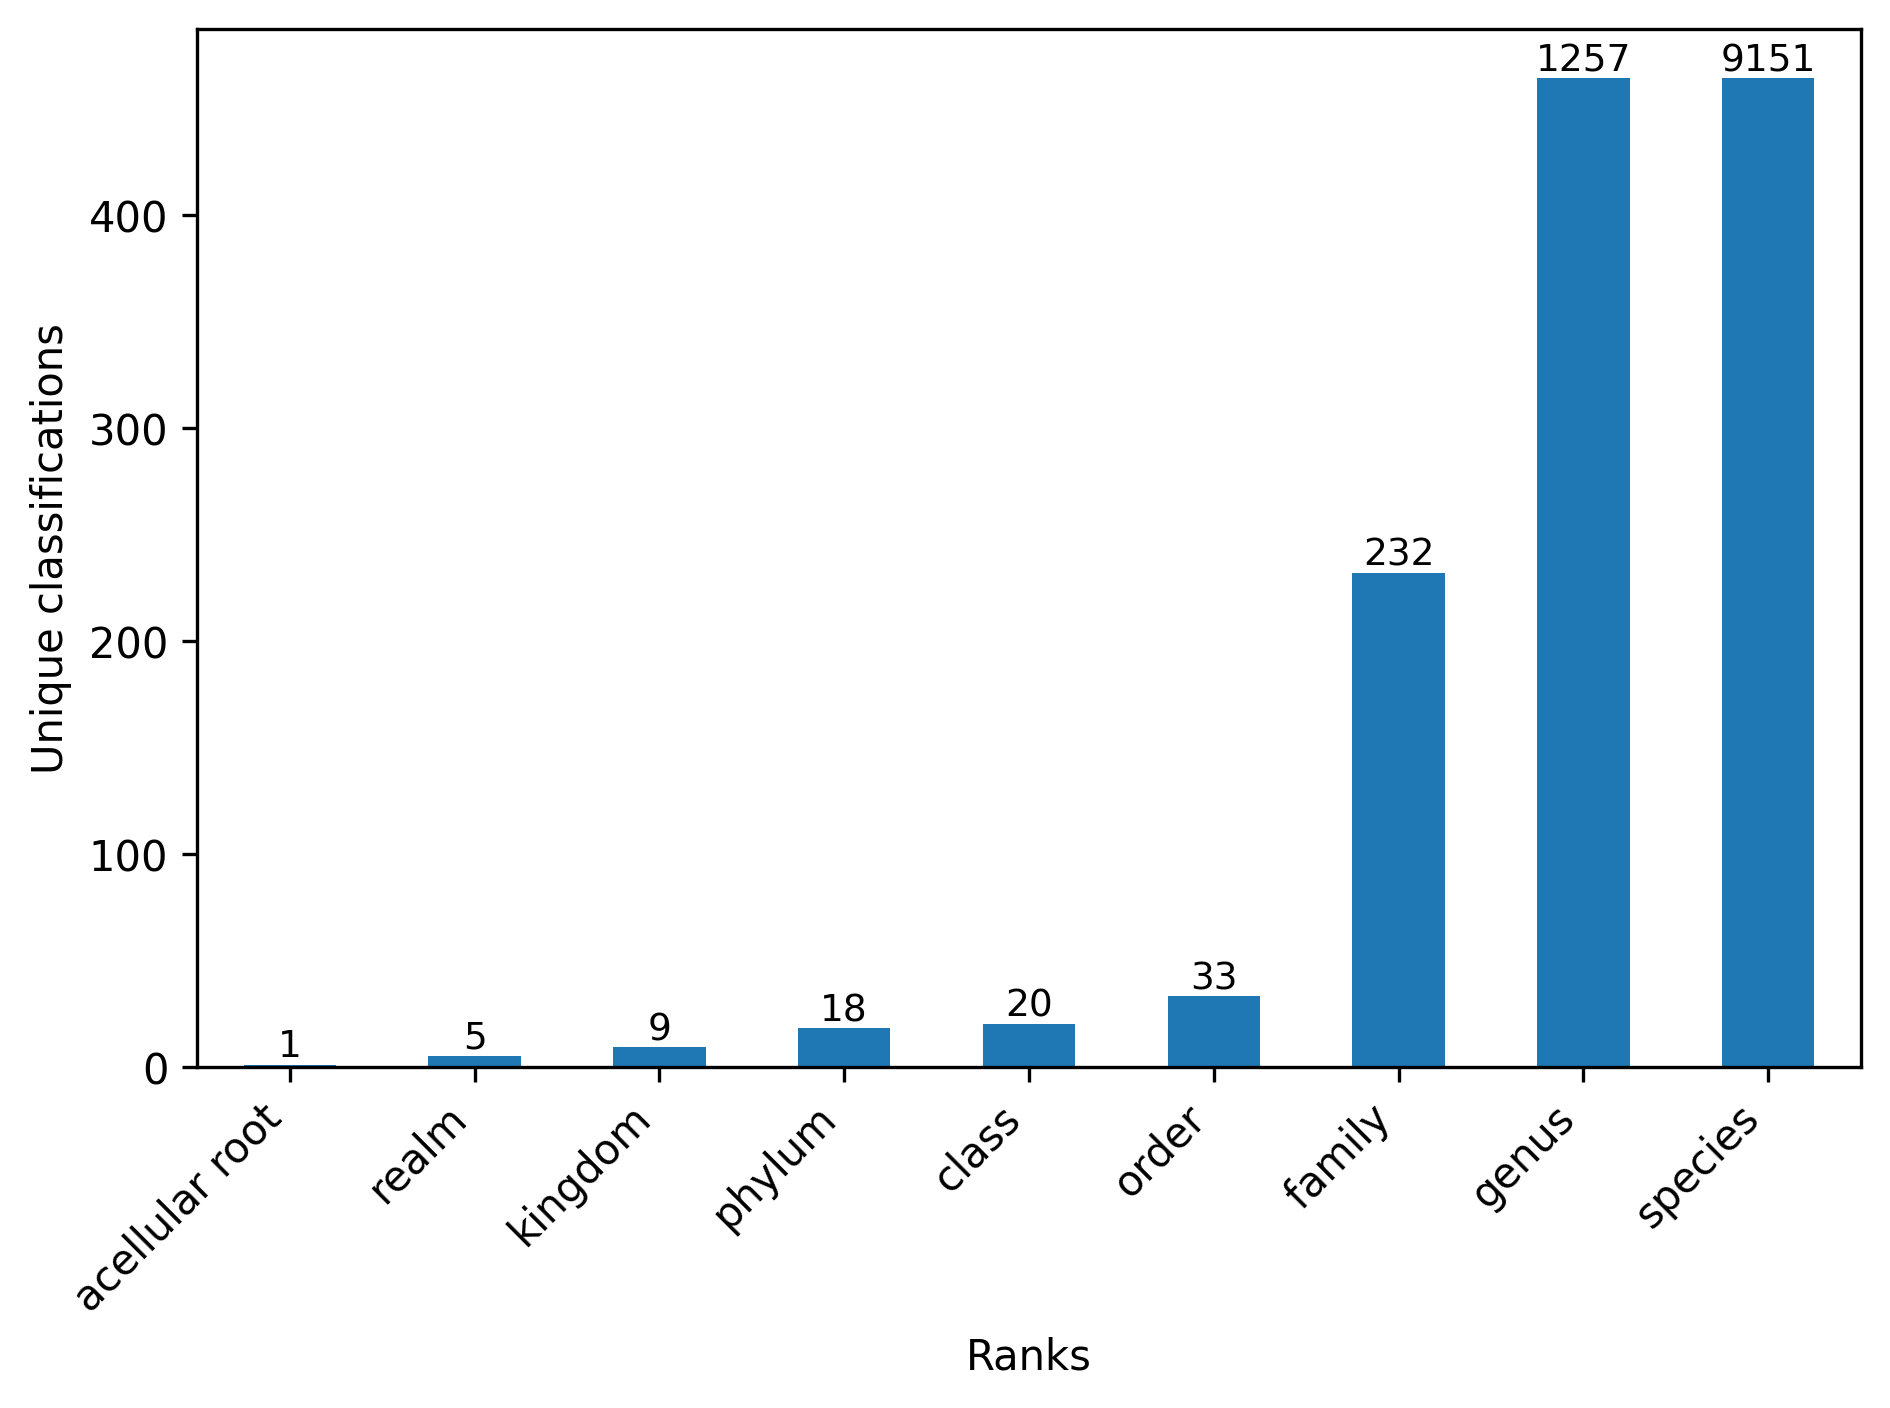 1257
9151
400
300
232
200
100
33
20
18
9
5
1
0
Unique classifications
acellular root
realm
kingdom
phylum
class
order
family
genus
species
Ranks